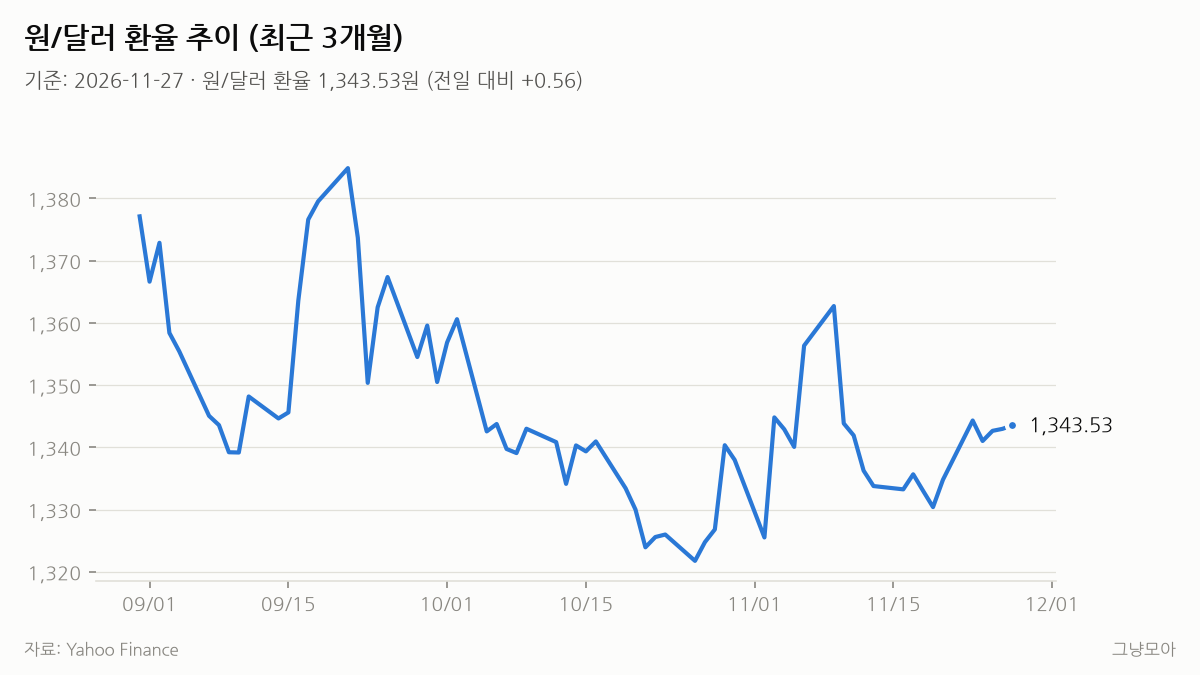 원/달러 환율 추이 (최근 3개월)
기준: 2026-11-27 · 원/달러 환율 1,343.53원 (전일 대비 +0.56)
1,380
1,370
1,360
1,350
1,340
1,330
1,320
1,343.53
09/01 09/15 10/01 10/15 11/01 11/15 12/01
자료: Yahoo Finance
그냥모아